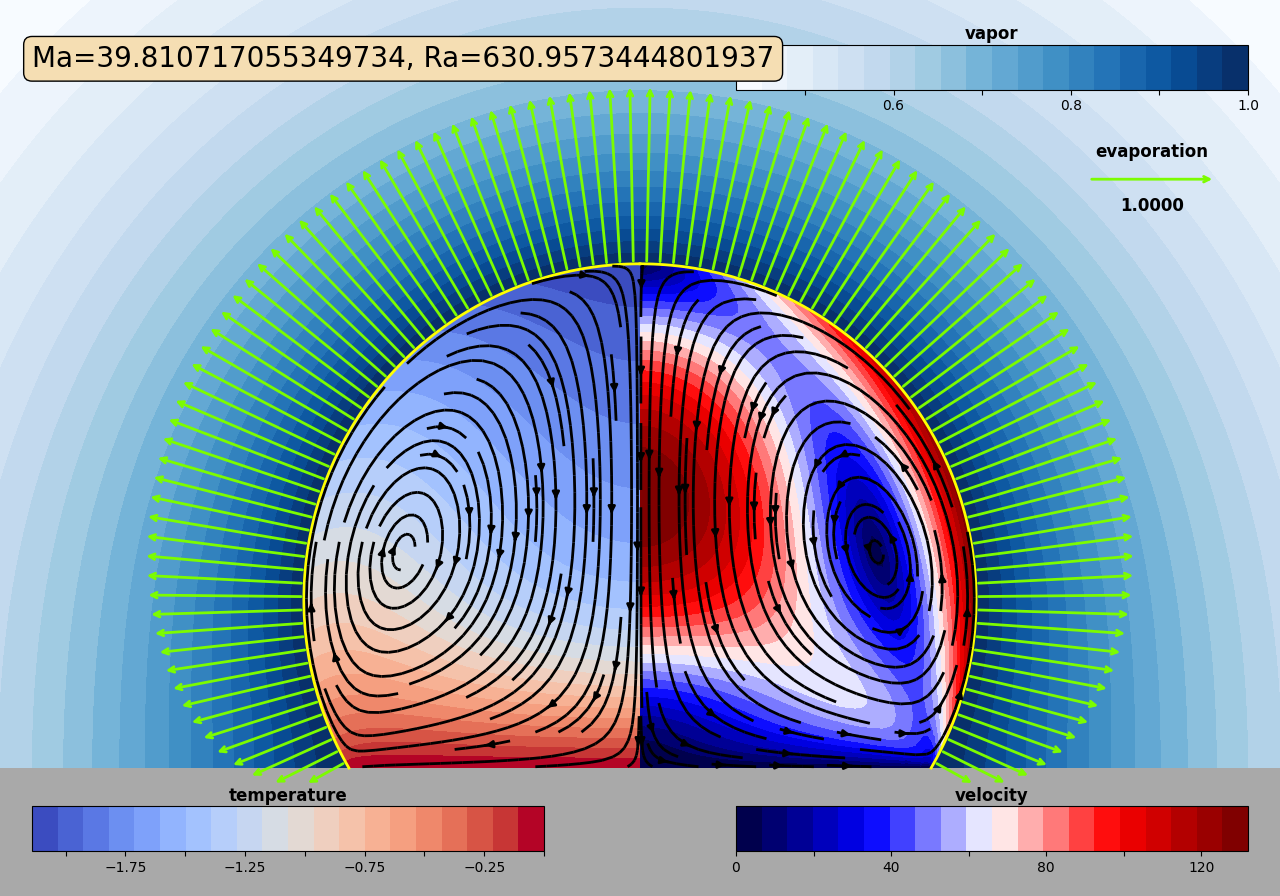 Ma=39.810717055349734, Ra=630.9573444801937
vapor
0.6 0.8 1.0
evaporation
1.0000
temperature
−1.75 −1.25 −0.75 −0.25
velocity
0 40 80 120